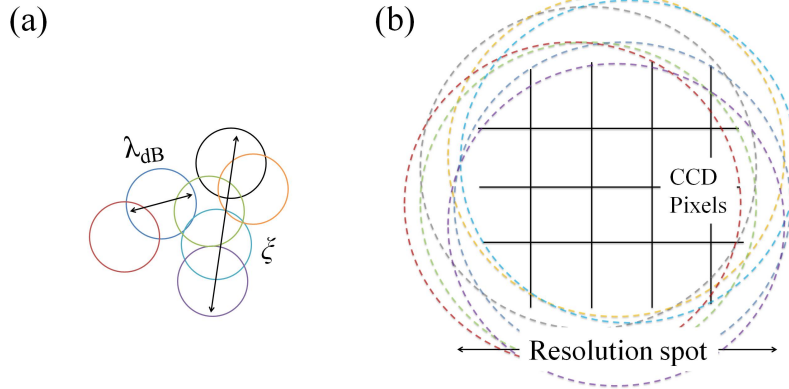 (a)
(b)
λdB
ξ
CCD
Pixels
Resolution spot